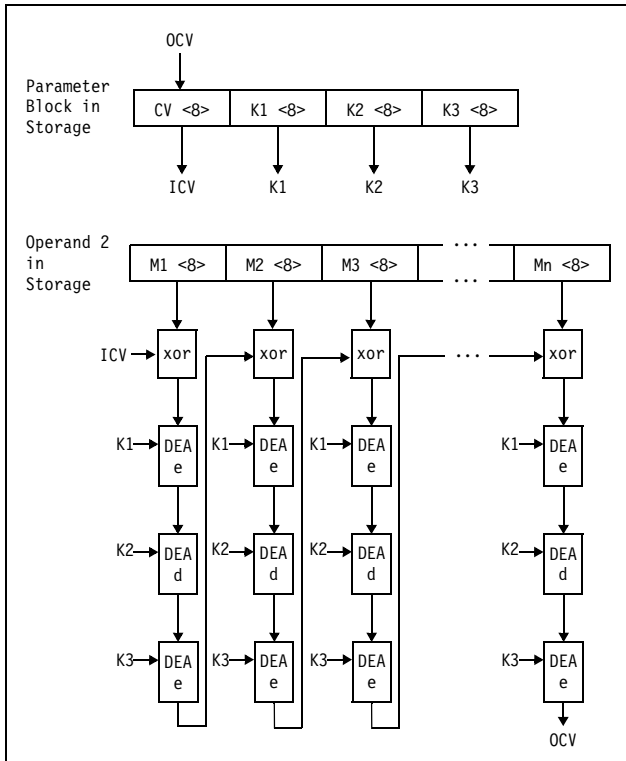 OCV
Parameter
Block in
Storage
CV <8> K1 <8> K2 <8> K3 <8>
ICV K1 K2 K3
Operand 2
in
Storage
M1 <8> M2 <8> M3 <8> ... ... Mn <8>
ICV xor xor xor ... xor
K1 DEA e K1 DEA e K1 DEA e K1 DEA e
K2 DEA d K2 DEA d K2 DEA d K2 DEA d
K3 DEA e K3 DEA e K3 DEA e K3 DEA e
OCV